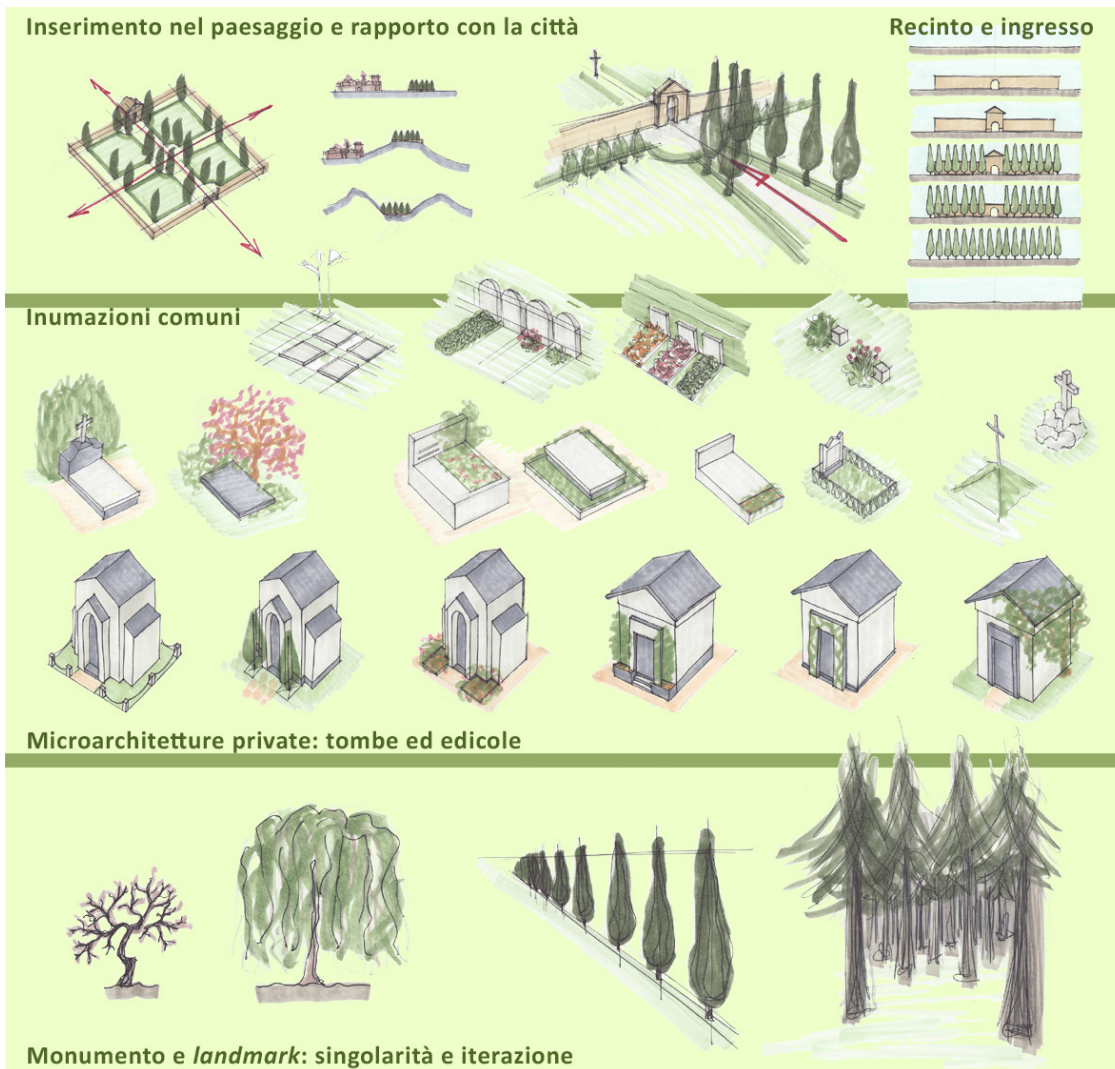 Inserimento nel paesaggio e rapporto con la città
Recinto e ingresso
Inumazioni comuni
Microarchitetture private: tombe ed edicole
Monumento e landmark: singolarità e iterazione